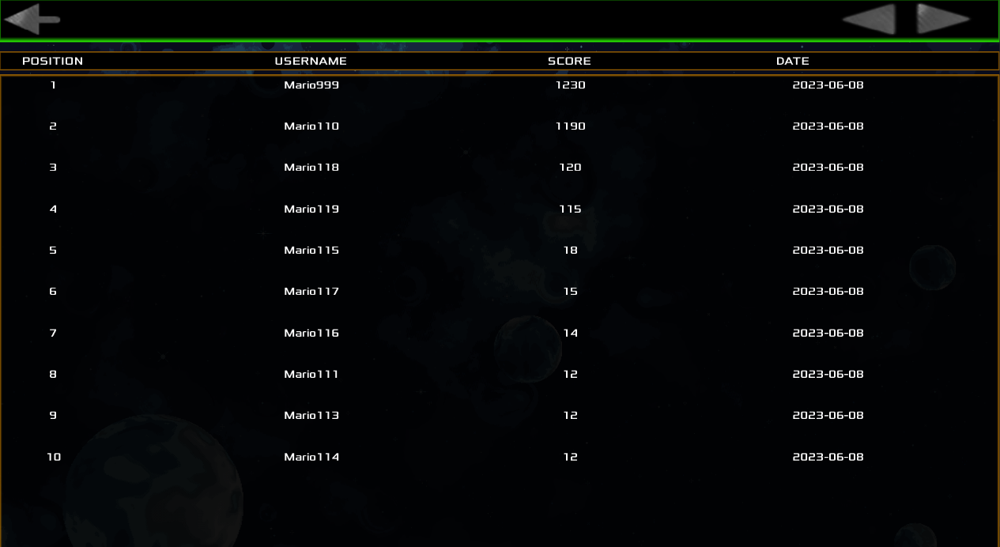 POSITION USERNAME SCORE DATE
1 Mario999 1230 2023-06-08
2 Mario110 1190 2023-06-08
3 Mario118 120 2023-06-08
4 Mario119 115 2023-06-08
5 Mario115 18 2023-06-08
6 Mario117 15 2023-06-08
7 Mario116 14 2023-06-08
8 Mario111 12 2023-06-08
9 Mario113 12 2023-06-08
10 Mario114 12 2023-06-08